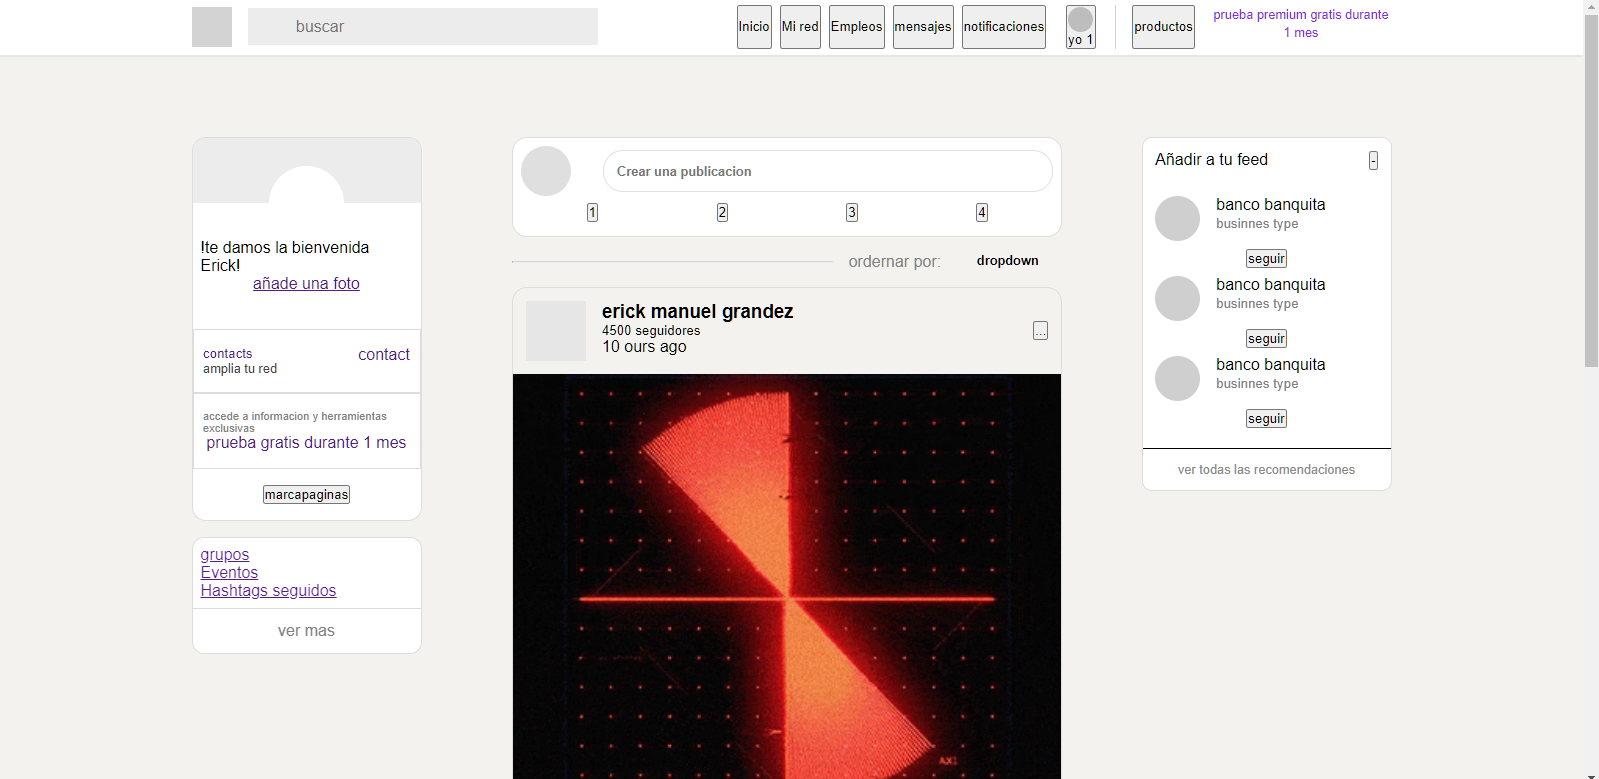 buscar
Inicio
Mi red
Empleos
mensajes
notificaciones
yo 1
productos
prueba premium gratis durante
1 mes
!te damos la bienvenida
Erick!
añade una foto
contacts
amplia tu red
contact
accede a informacion y herramientas
exclusivas
prueba gratis durante 1 mes
marcapaginas
grupos
Eventos
Hashtags seguidos
ver mas
Crear una publicacion
1
2
3
4
ordernar por:
dropdown
erick manuel grandez
4500 seguidores
10 ours ago
...
AXI
Añadir a tu feed
-
banco banquita
businnes type
seguir
banco banquita
businnes type
seguir
banco banquita
businnes type
seguir
ver todas las recomendaciones